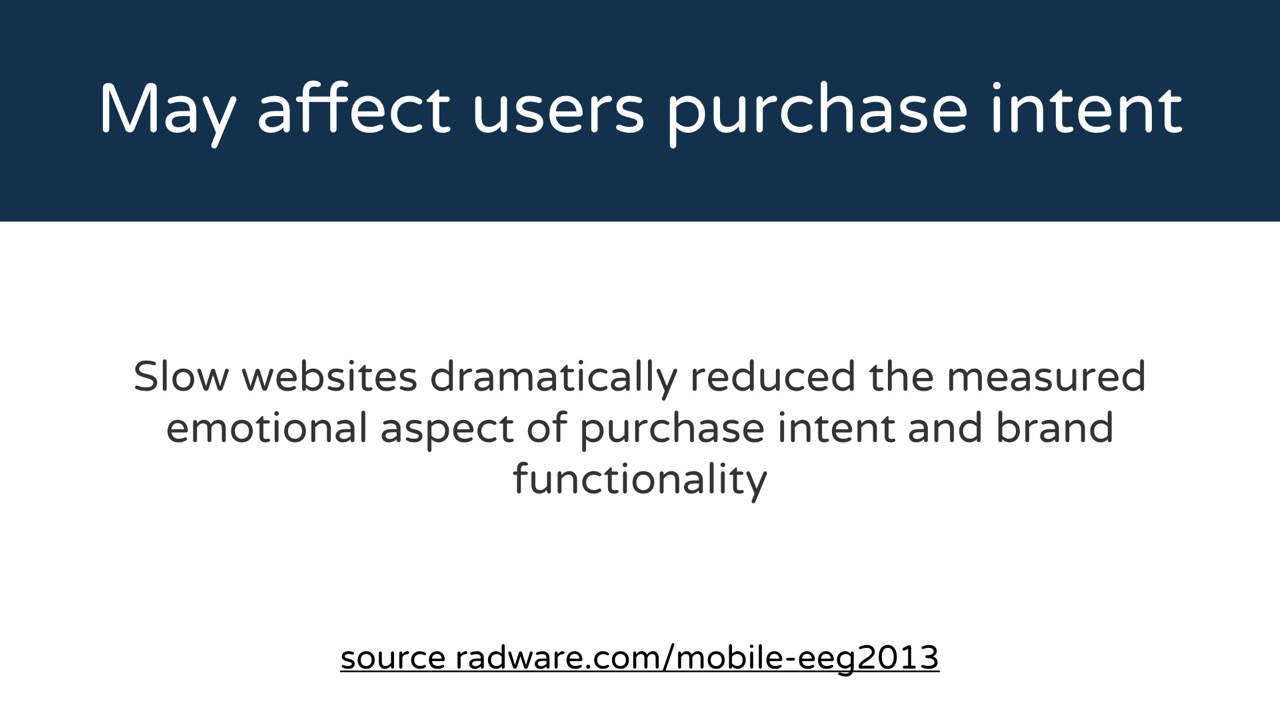 May affect users purchase intent
Slow websites dramatically reduced the measured
emotional aspect of purchase intent and brand
functionality
source radware.com/mobile-eeg2013